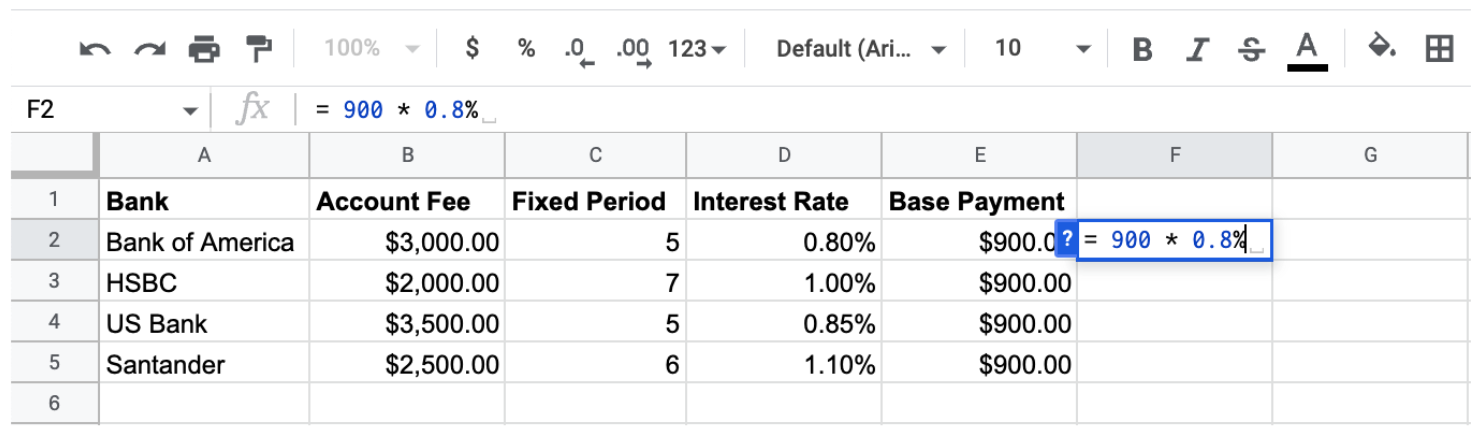 100% $ % .0 .00 123 Default (Ari... 10 B I S A
F2 fx = 900 * 0.8%
A B C D E F G
1 Bank Account Fee Fixed Period Interest Rate Base Payment
2 Bank of America $3,000.00 5 0.80% $900.0 ? = 900 * 0.8%
3 HSBC $2,000.00 7 1.00% $900.00
4 US Bank $3,500.00 5 0.85% $900.00
5 Santander $2,500.00 6 1.10% $900.00
6